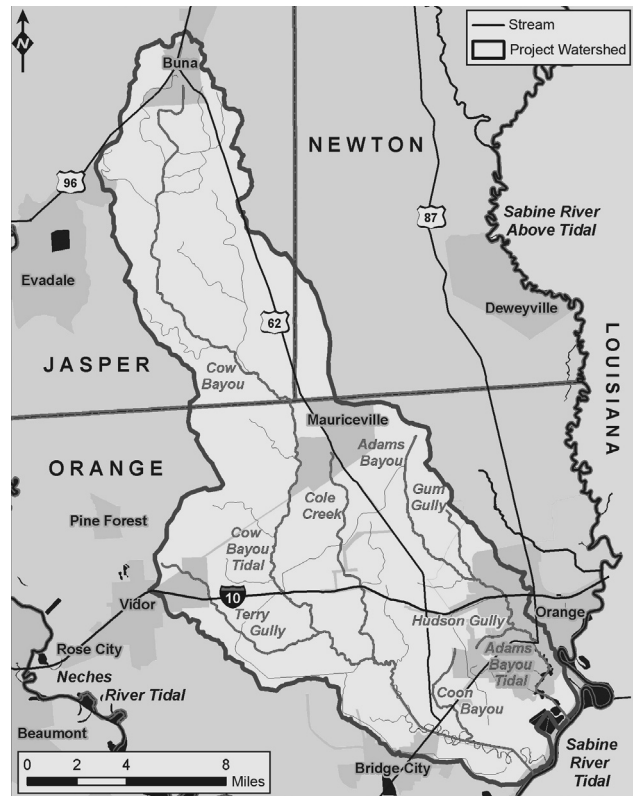 N
Stream
Project Watershed
Buna
NEWTON
96
87
Sabine River
Above Tidal
Evadale
Deweyville
62
JASPER
LOUISIANA
Cow
Bayou
Mauriceville
Adams
Bayou
ORANGE
Cole
Creek
Gum
Gully
Pine Forest
Cow
Bayou
Tidal
10
Vidor
Terry
Gully
Hudson Gully
Orange
Rose City
Adams
Bayou
Tidal
Neches
River Tidal
Coon
Bayou
Beaumont
Sabine
River
Tidal
Bridge City
0 2 4 8
Miles